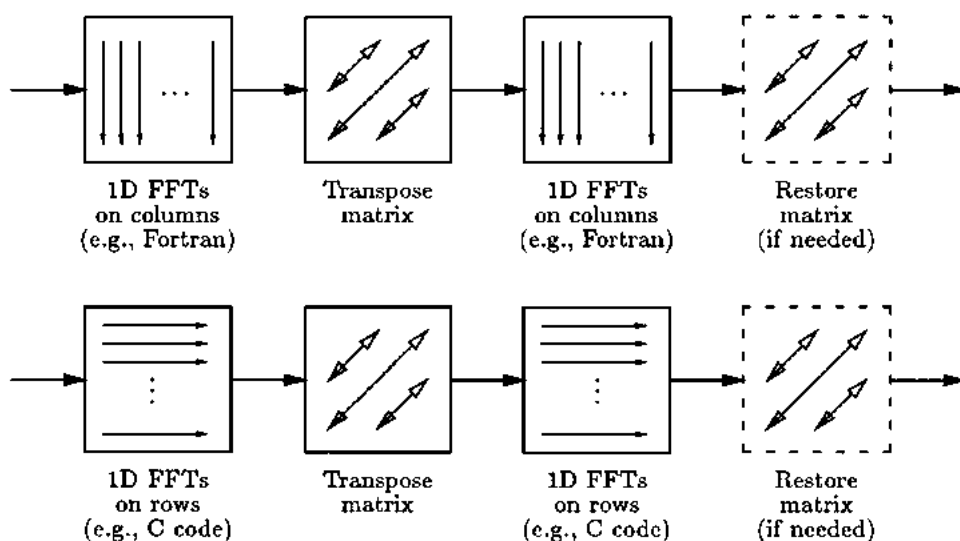 1D FFTs
on columns
(e.g., Fortran)
Transpose
matrix
1D FFTs
on columns
(e.g., Fortran)
Restore
matrix
(if needed)
1D FFTs
on rows
(e.g., C code)
Transpose
matrix
1D FFTs
on rows
(e.g., C code)
Restore
matrix
(if needed)